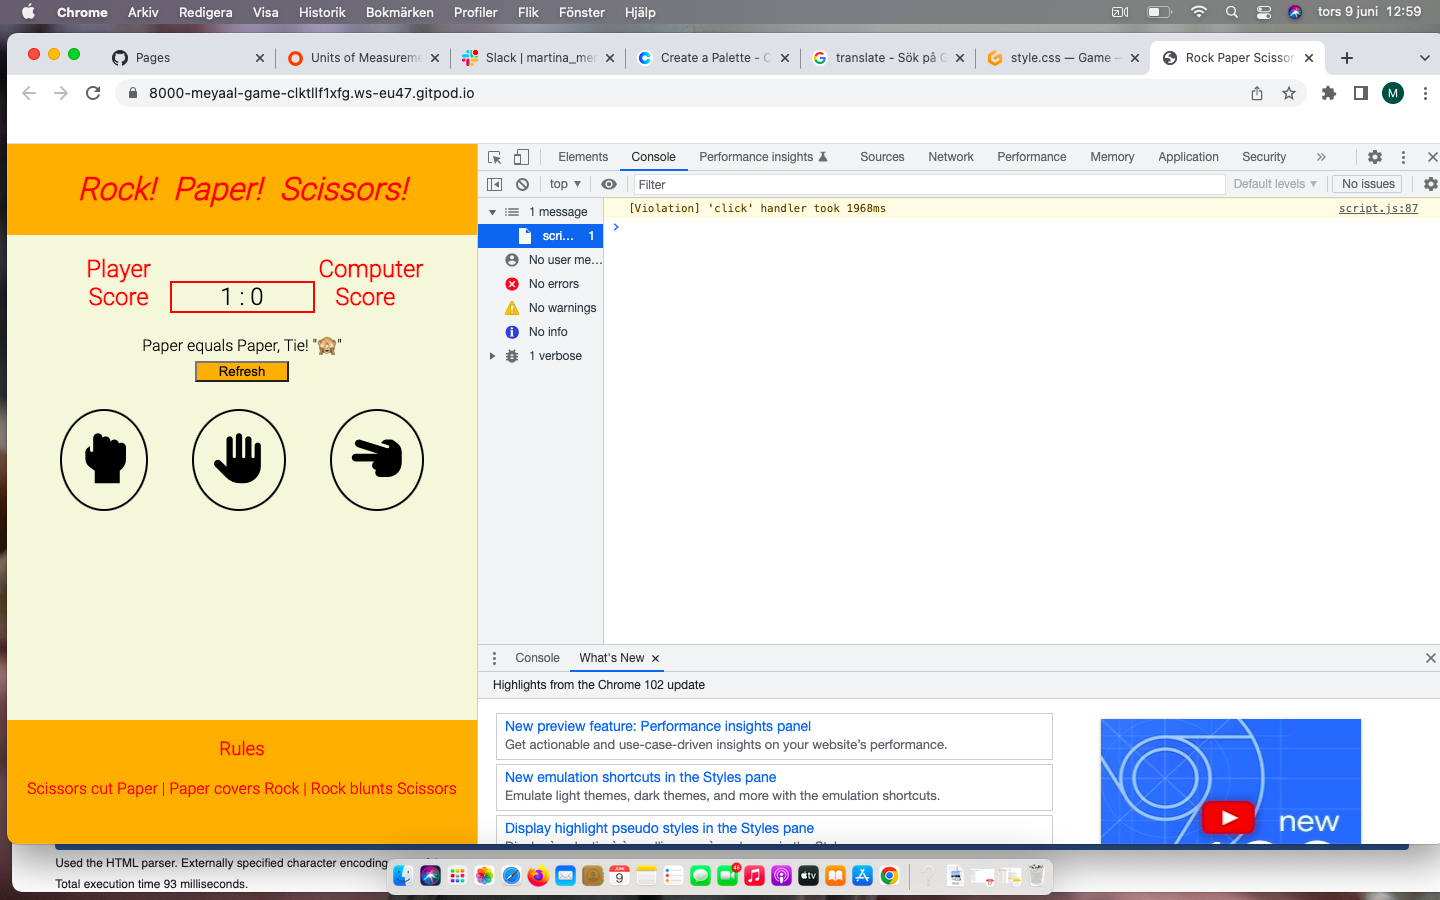 Chrome Arkiv Redigera Visa Historik Bokmärken Profiler Flik Fönster Hjälp tors 9 juni 12:59
Pages
Units of Measureme
Slack | martina_mer
Create a Palette - C
translate - Sök på G
style.css — Game —
Rock Paper Scissor
8000-meyaal-game-clktllf1xfg.ws-eu47.gitpod.io
M
Rock! Paper! Scissors!
Player
Score
1 : 0
Computer
Score
Paper equals Paper, Tie! "🙈"
Refresh
Rules
Scissors cut Paper | Paper covers Rock | Rock blunts Scissors
Elements Console Performance insights Sources Network Performance Memory Application Security
top ▼ Filter Default levels ▼ No issues
1 message
scri... 1
No user me...
No errors
No warnings
No info
1 verbose
[Violation] 'click' handler took 1968ms script.js:87
Console What's New
Highlights from the Chrome 102 update
New preview feature: Performance insights panel
Get actionable and use-case-driven insights on your website's performance.
New emulation shortcuts in the Styles pane
Emulate light themes, dark themes, and more with the emulation shortcuts.
Display highlight pseudo styles in the Styles pane
new
Used the HTML parser. Externally specified character encoding
Total execution time 93 milliseconds.
9
tv